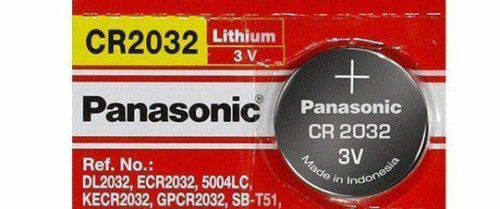 CR2032 Lithium
3 V
Panasonic®
Ref. No.:
DL2032, ECR2032, 5004LC,
KECR2032, GPCR2032, SB-T51,
+
Panasonic
CR 2032
3V
Made in Indonesia